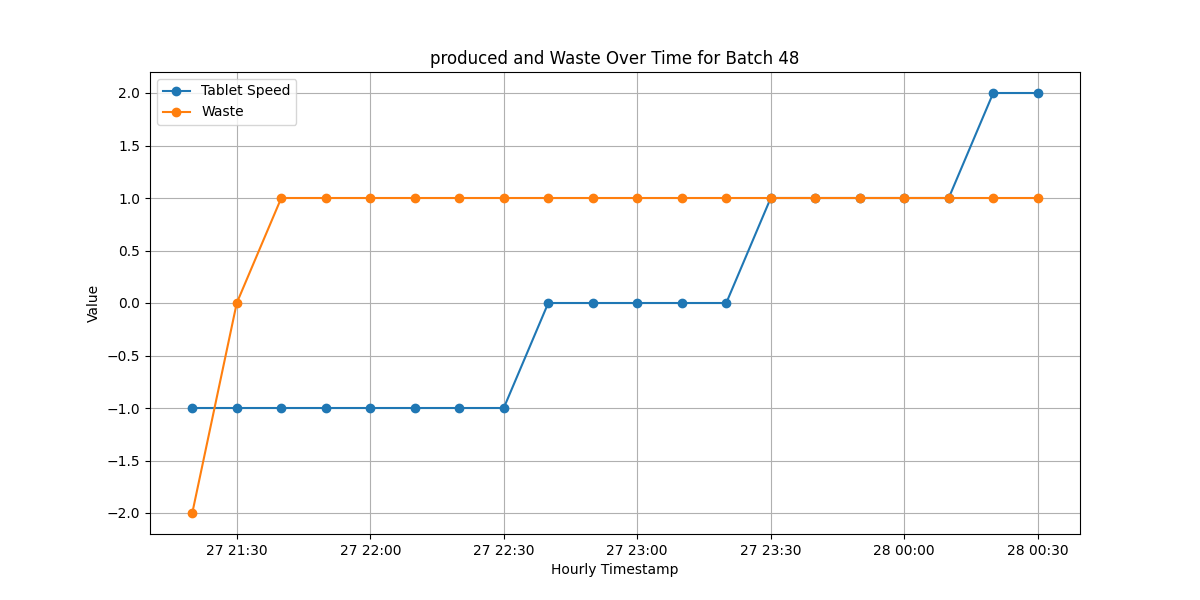 produced and Waste Over Time for Batch 48
Tablet Speed
Waste
2.0
1.5
1.0
0.5
0.0
−0.5
−1.0
−1.5
−2.0
Value
27 21:30 27 22:00 27 22:30 27 23:00 27 23:30 28 00:00 28 00:30
Hourly Timestamp